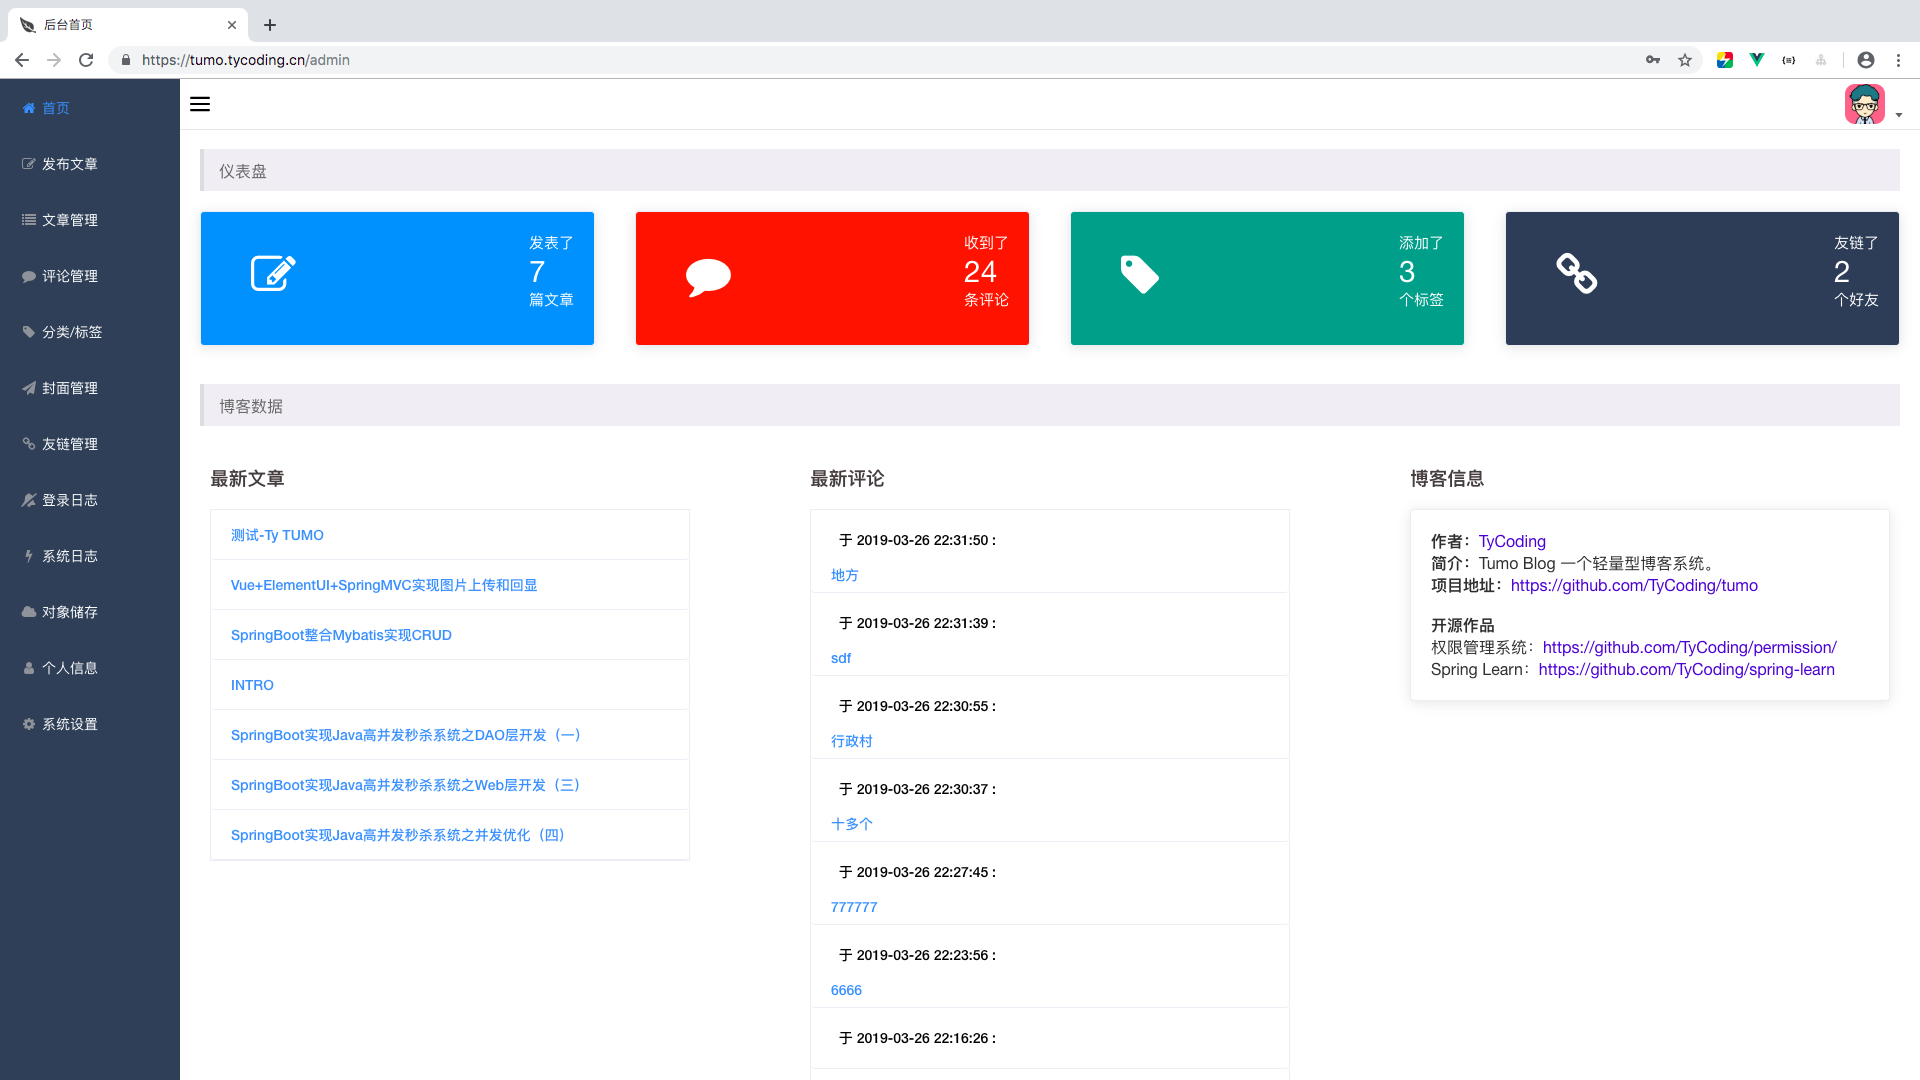 后台首页
https://tumo.tycoding.cn/admin
首页
发布文章
文章管理
评论管理
分类/标签
封面管理
友链管理
登录日志
系统日志
对象储存
个人信息
系统设置
仪表盘
发表了
7
篇文章
收到了
24
条评论
添加了
3
个标签
友链了
2
个好友
博客数据
最新文章
测试-Ty TUMO
Vue+ElementUI+SpringMVC实现图片上传和回显
SpringBoot整合Mybatis实现CRUD
INTRO
SpringBoot实现Java高并发秒杀系统之DAO层开发（一）
SpringBoot实现Java高并发秒杀系统之Web层开发（三）
SpringBoot实现Java高并发秒杀系统之并发优化（四）
最新评论
于 2019-03-26 22:31:50 :
地方
于 2019-03-26 22:31:39 :
sdf
于 2019-03-26 22:30:55 :
行政村
于 2019-03-26 22:30:37 :
十多个
于 2019-03-26 22:27:45 :
777777
于 2019-03-26 22:23:56 :
6666
于 2019-03-26 22:16:26 :
博客信息
作者：TyCoding
简介：Tumo Blog 一个轻量型博客系统。
项目地址：https://github.com/TyCoding/tumo
开源作品
权限管理系统：https://github.com/TyCoding/permission/
Spring Learn：https://github.com/TyCoding/spring-learn